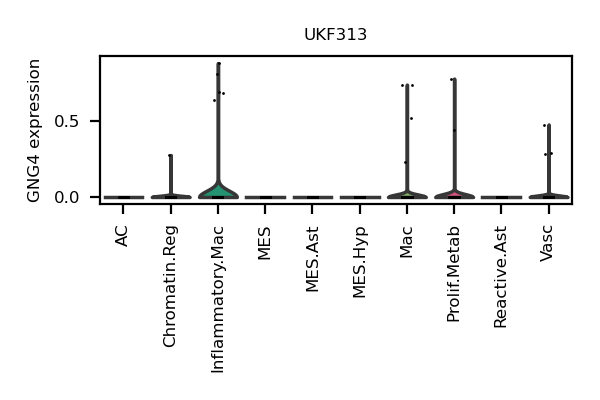 UKF313
GNG4 expression
0.5
0.0
AC
Chromatin.Reg
Inflammatory.Mac
MES
MES.Ast
MES.Hyp
Mac
Prolif.Metab
Reactive.Ast
Vasc